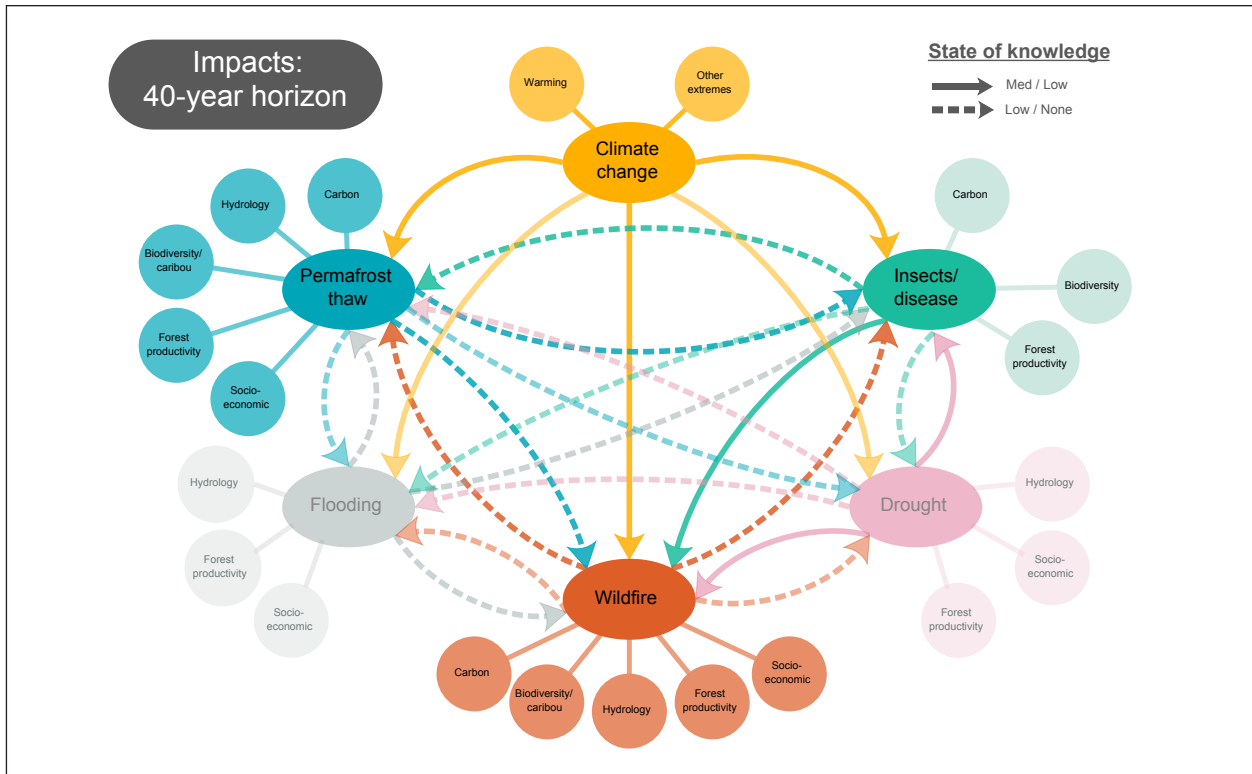 Impacts:
40-year horizon
State of knowledge
Med / Low
Low / None
Warming
Other
extremes
Climate
change
Carbon
Hydrology
Biodiversity/
caribou
Forest
productivity
Socio-
economic
Permafrost
thaw
Insects/
disease
Carbon
Biodiversity
Forest
productivity
Flooding
Hydrology
Forest
productivity
Socio-
economic
Drought
Hydrology
Socio-
economic
Forest
productivity
Wildfire
Carbon
Biodiversity/
caribou
Hydrology
Forest
productivity
Socio-
economic